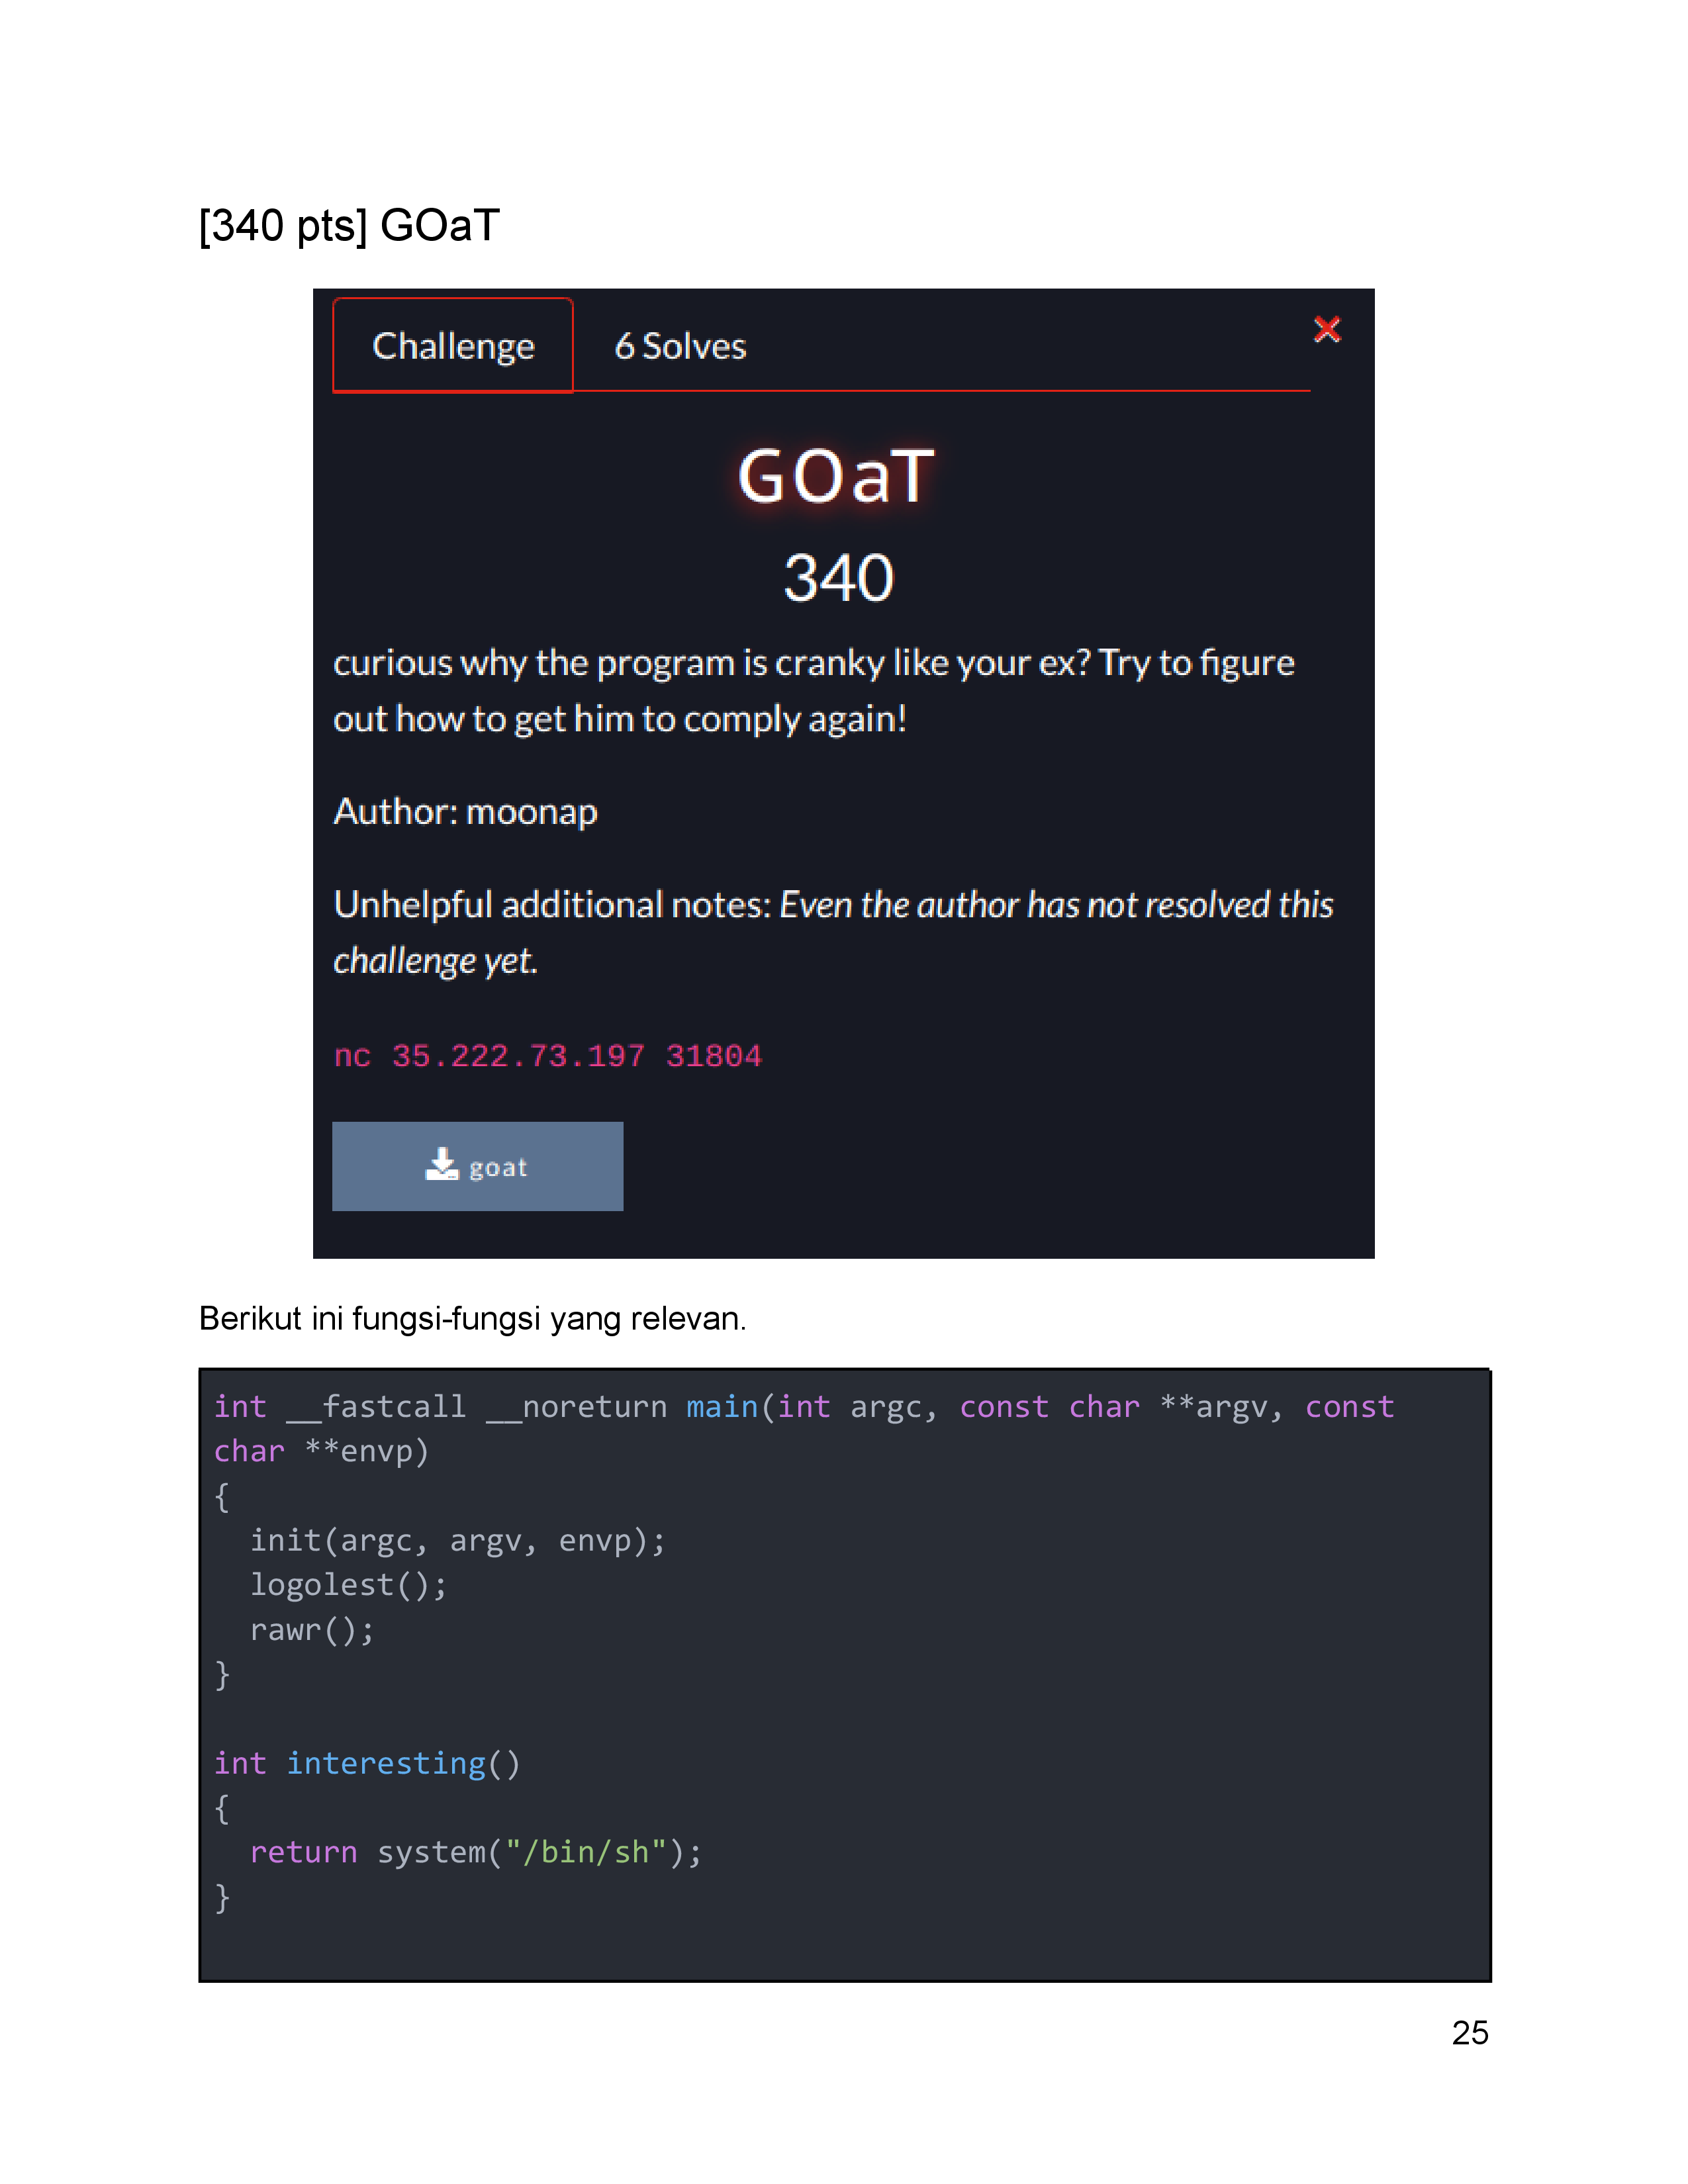 [340 pts] GOaT
Challenge
6 Solves
GOaT
340
curious why the program is cranky like your ex? Try to figure
out how to get him to comply again!
Author: moonap
Unhelpful additional notes: Even the author has not resolved this
challenge yet.
nc 35.222.73.197 31804
goat
Berikut ini fungsi-fungsi yang relevan.
int __fastcall __noreturn main(int argc, const char **argv, const
char **envp)
{
  init(argc, argv, envp);
  logolest();
  rawr();
}
int interesting()
{
  return system("/bin/sh");
}
25